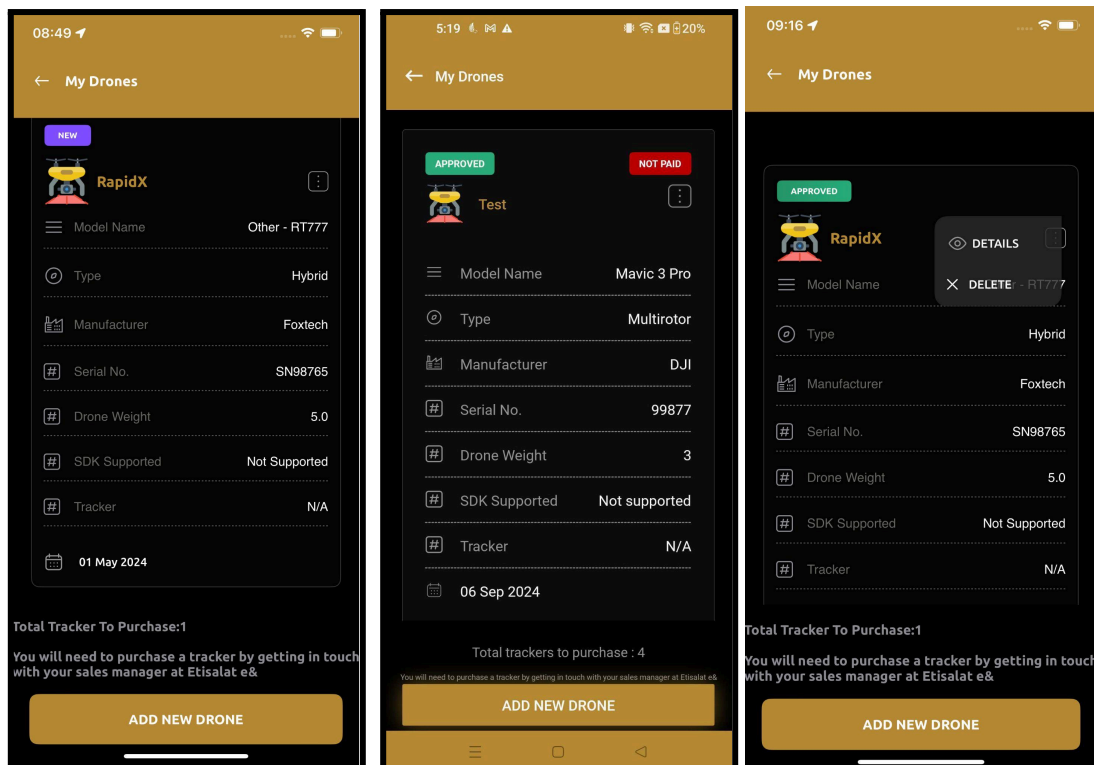 08:49
My Drones
NEW
RapidX
Model Name Other - RT777
Type Hybrid
Manufacturer Foxtech
Serial No. SN98765
Drone Weight 5.0
SDK Supported Not Supported
Tracker N/A
01 May 2024
Total Tracker To Purchase:1
You will need to purchase a tracker by getting in touch
with your sales manager at Etisalat e&
ADD NEW DRONE
5:19 20%
My Drones
APPROVED NOT PAID
Test
Model Name Mavic 3 Pro
Type Multirotor
Manufacturer DJI
Serial No. 99877
Drone Weight 3
SDK Supported Not supported
Tracker N/A
06 Sep 2024
Total trackers to purchase : 4
You will need to purchase a tracker by getting in touch with your sales manager at Etisalat e&
ADD NEW DRONE
09:16
My Drones
APPROVED
RapidX
DETAILS
DELETE
Model Name r - RT777
Type Hybrid
Manufacturer Foxtech
Serial No. SN98765
Drone Weight 5.0
SDK Supported Not Supported
Tracker N/A
Total Tracker To Purchase:1
You will need to purchase a tracker by getting in touch
with your sales manager at Etisalat e&
ADD NEW DRONE